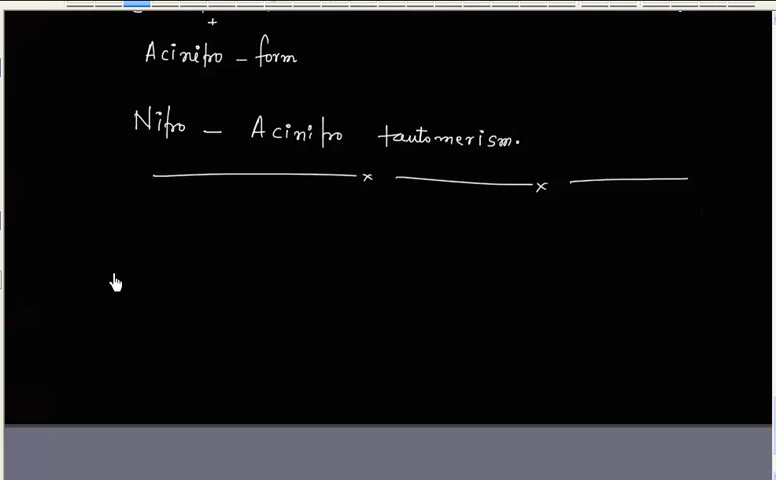 +
Acinitro - form
Nitro - Acinitro tautomerism.
x x